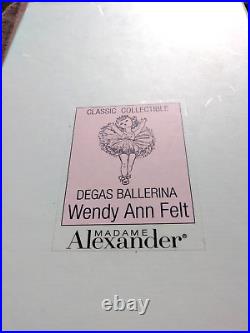 CLASSIC COLLECTIBLE
DEGAS BALLERINA
Wendy Ann Felt
MADAME
Alexander®